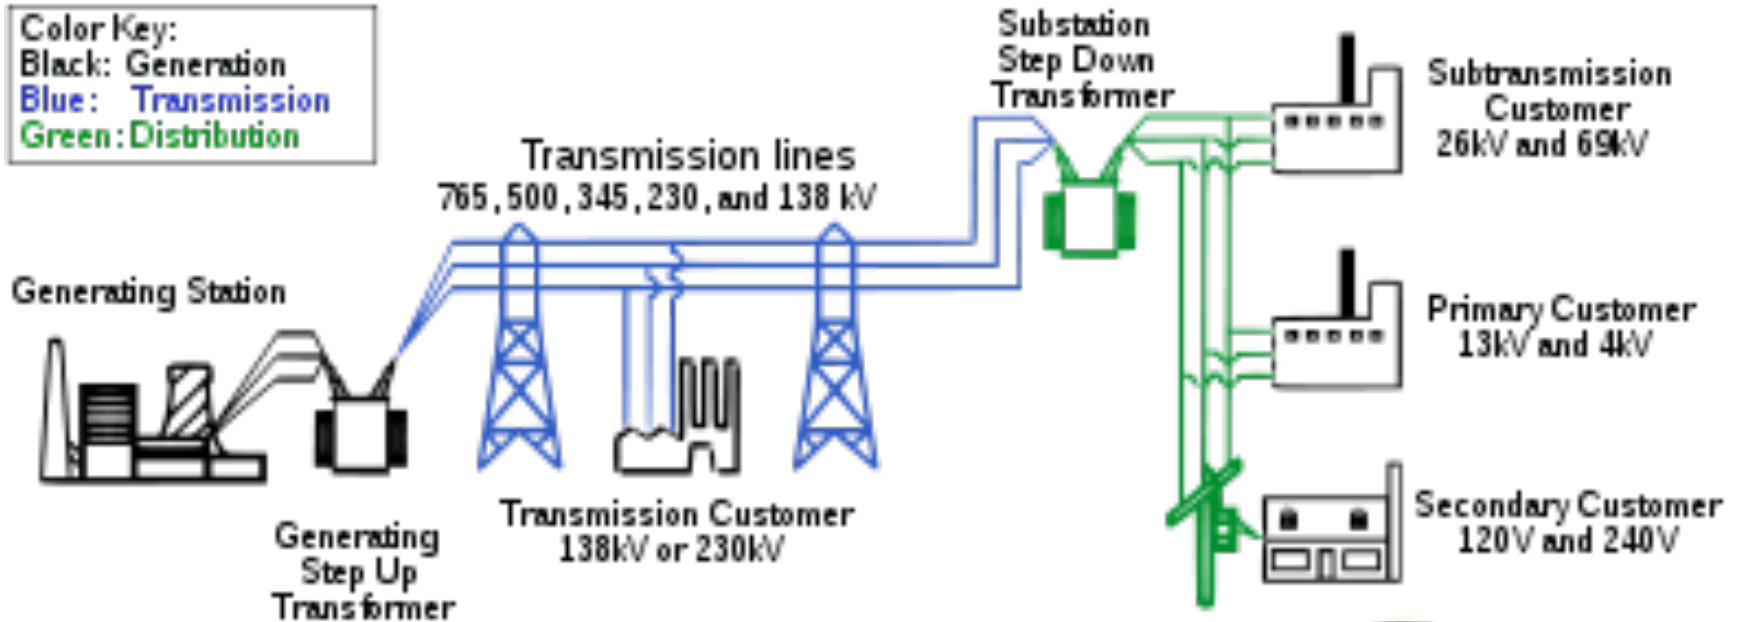 Color Key:
Black: Generation
Blue: Transmission
Green: Distribution
Substation
Step Down
Transformer
Subtransmission
Customer
26kV and 69kV
Transmission lines
765, 500, 345, 230, and 138 kV
Generating Station
Primary Customer
13kV and 4kV
Transmission Customer
138kV or 230kV
Generating
Step Up
Transformer
Secondary Customer
120V and 240V